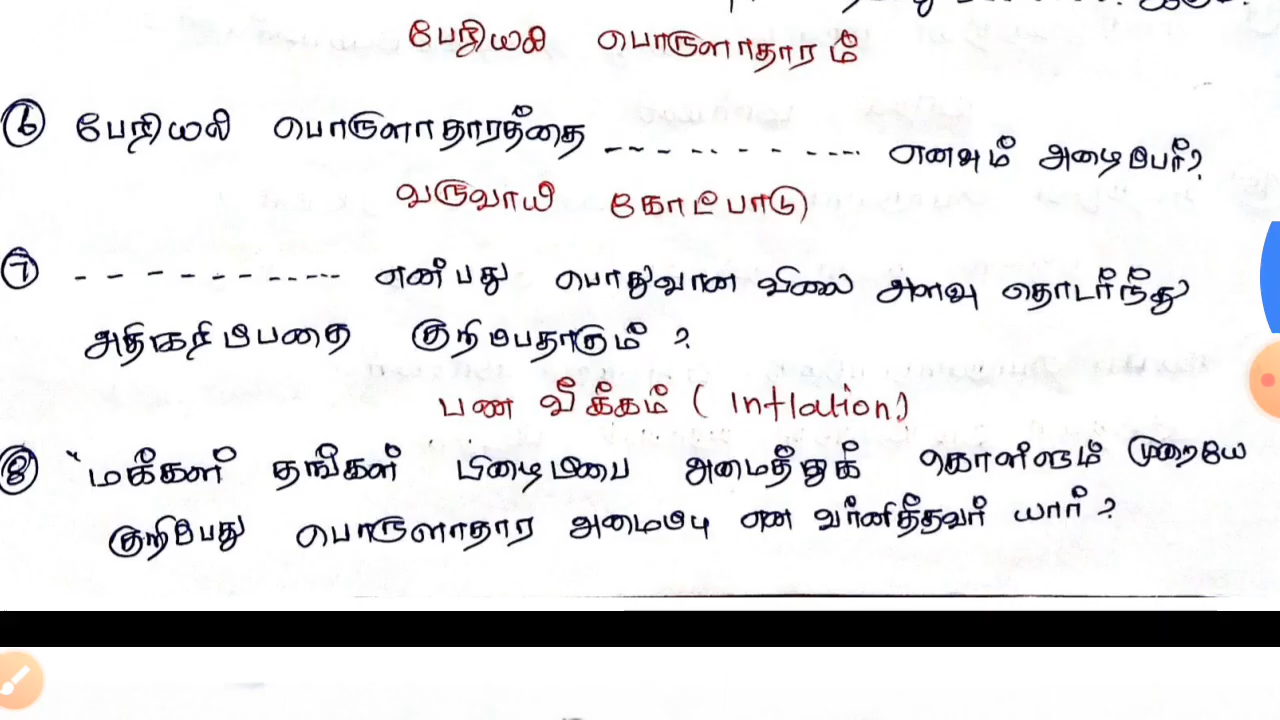 பேரியல் பொருளாதாரம்
6 பேரியல் பொருளாதாரத்தை ----------- எனவும் அழைப்பர்?
வருவாய் கோட்பாடு
7 ------------ என்பது பொதுவான விலை அளவு தொடர்ந்து
அதிகரிப்பதை குறிப்பதாகும் ?
பண வீக்கம் ( Inflation)
8 "மக்கள் தங்கள் பிழைப்பை அமைத்துக் கொள்ளும் முறையே
குறிப்பது பொருளாதார அமைப்பு என வர்னித்தவர் யார் ?